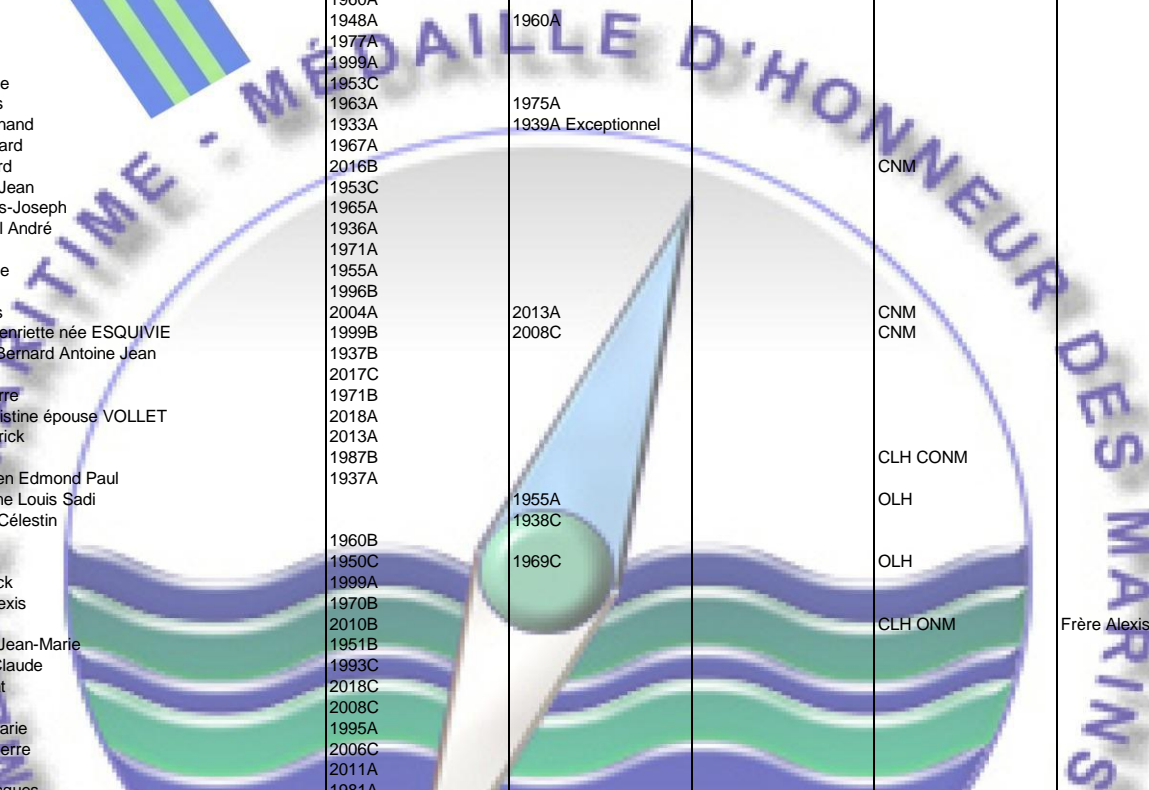 1948A 1960A
1977A
1999A
e 1953C
s 1963A 1975A
nand 1933A 1939A Exceptionnel
ard 1967A
rd 2016B CNM
Jean 1953C
s-Joseph 1965A
l André 1936A
1971A
e 1955A
1996B
s 2004A 2013A CNM
enriette née ESQUIVIE 1999B 2008C CNM
Bernard Antoine Jean 1937B
2017C
rre 1971B
istine épouse VOLLET 2018A
rick 2013A
1987B CLH CONM
en Edmond Paul 1937A
ne Louis Sadi 1955A OLH
Célestin 1938C
1960B
1950C 1969C OLH
ck 1999A
exis 1970B
2010B CLH ONM Frère Alexis
Jean-Marie 1951B
Claude 1993C
t 2018C
2008C
arie 1995A
erre 2006C
2011A
1981A
RITIME - MÉDAILLE D'HONNEUR DES MARINS